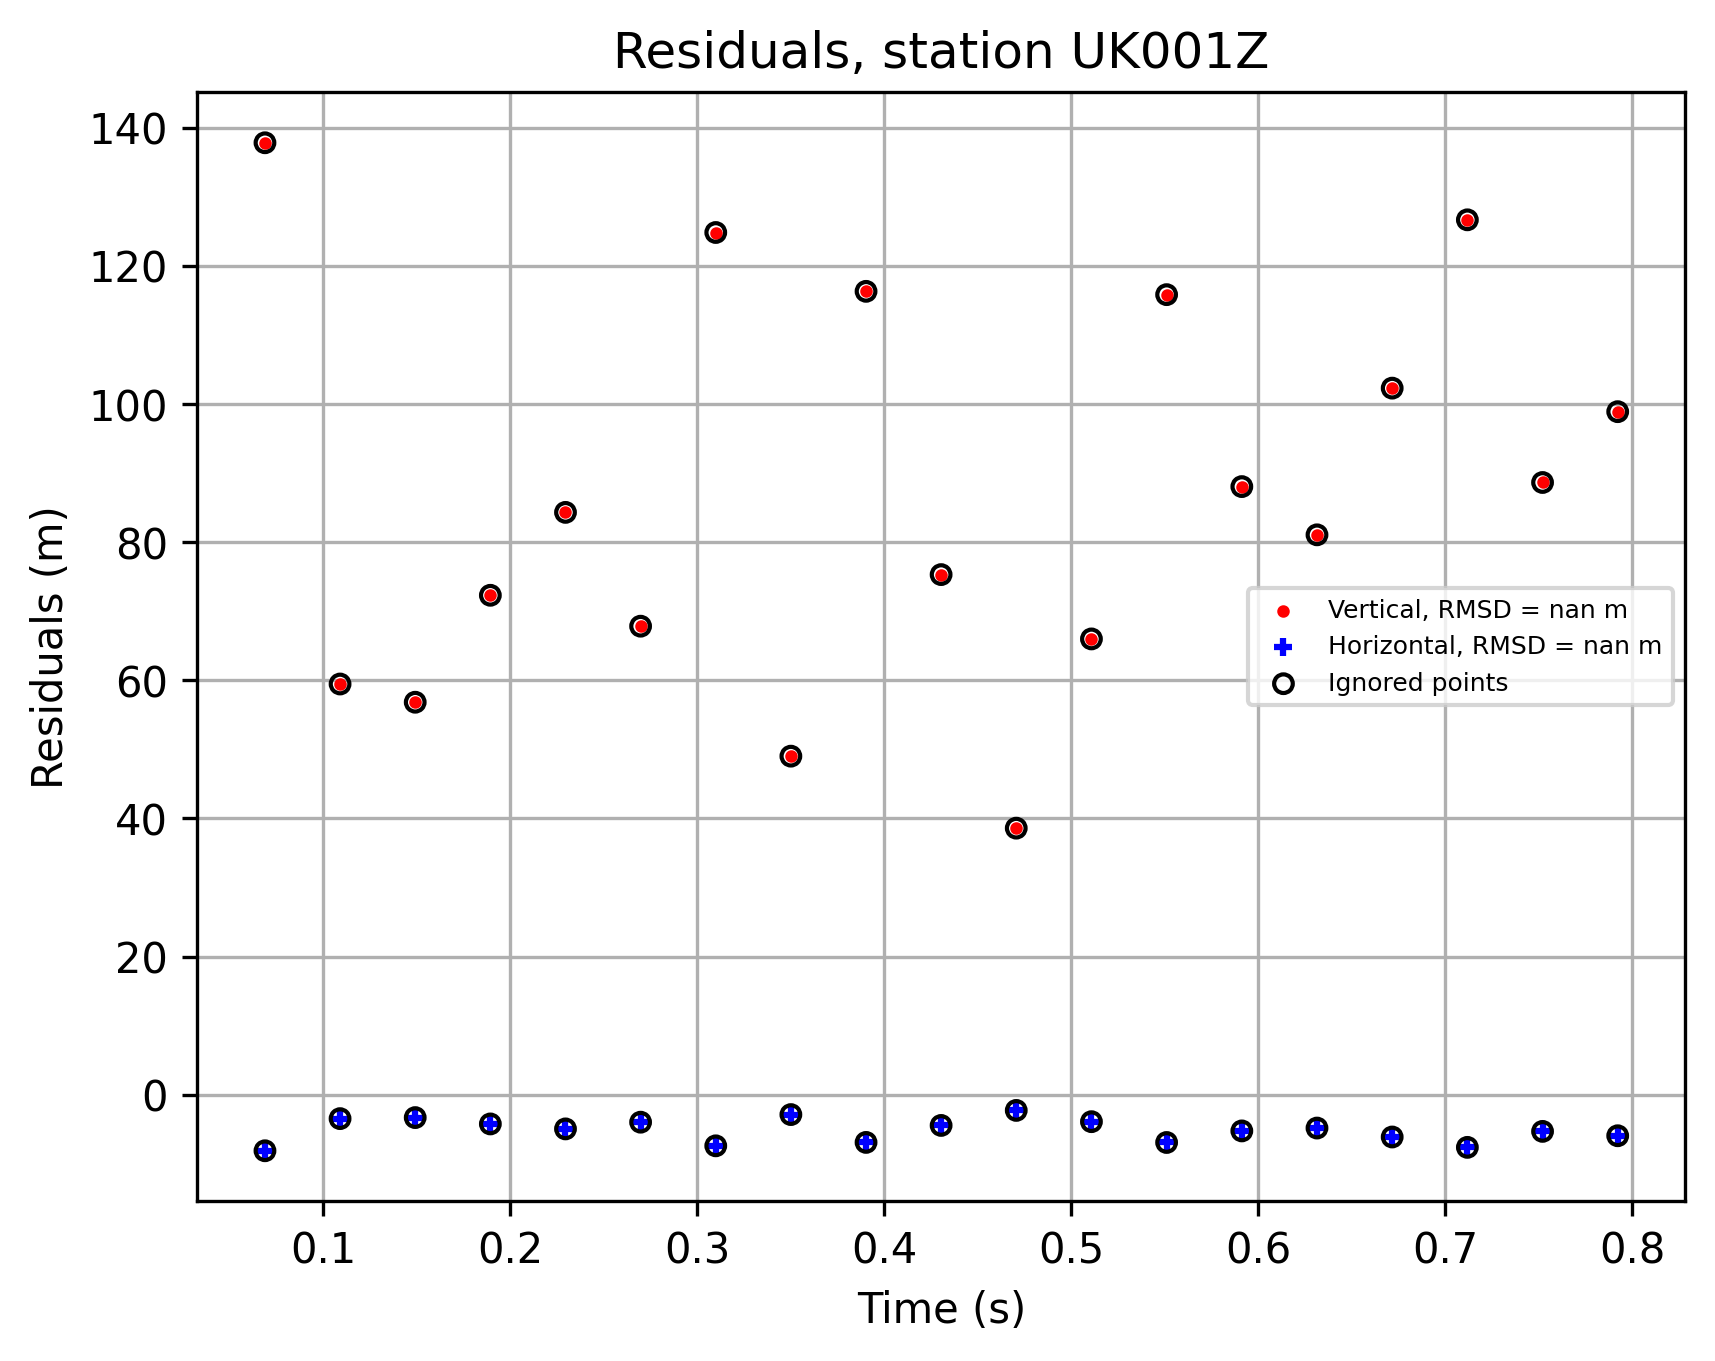 Residuals, station UK001Z
140
120
100
80
60
40
20
0
Residuals (m)
Vertical, RMSD = nan m
Horizontal, RMSD = nan m
Ignored points
0.1 0.2 0.3 0.4 0.5 0.6 0.7 0.8
Time (s)